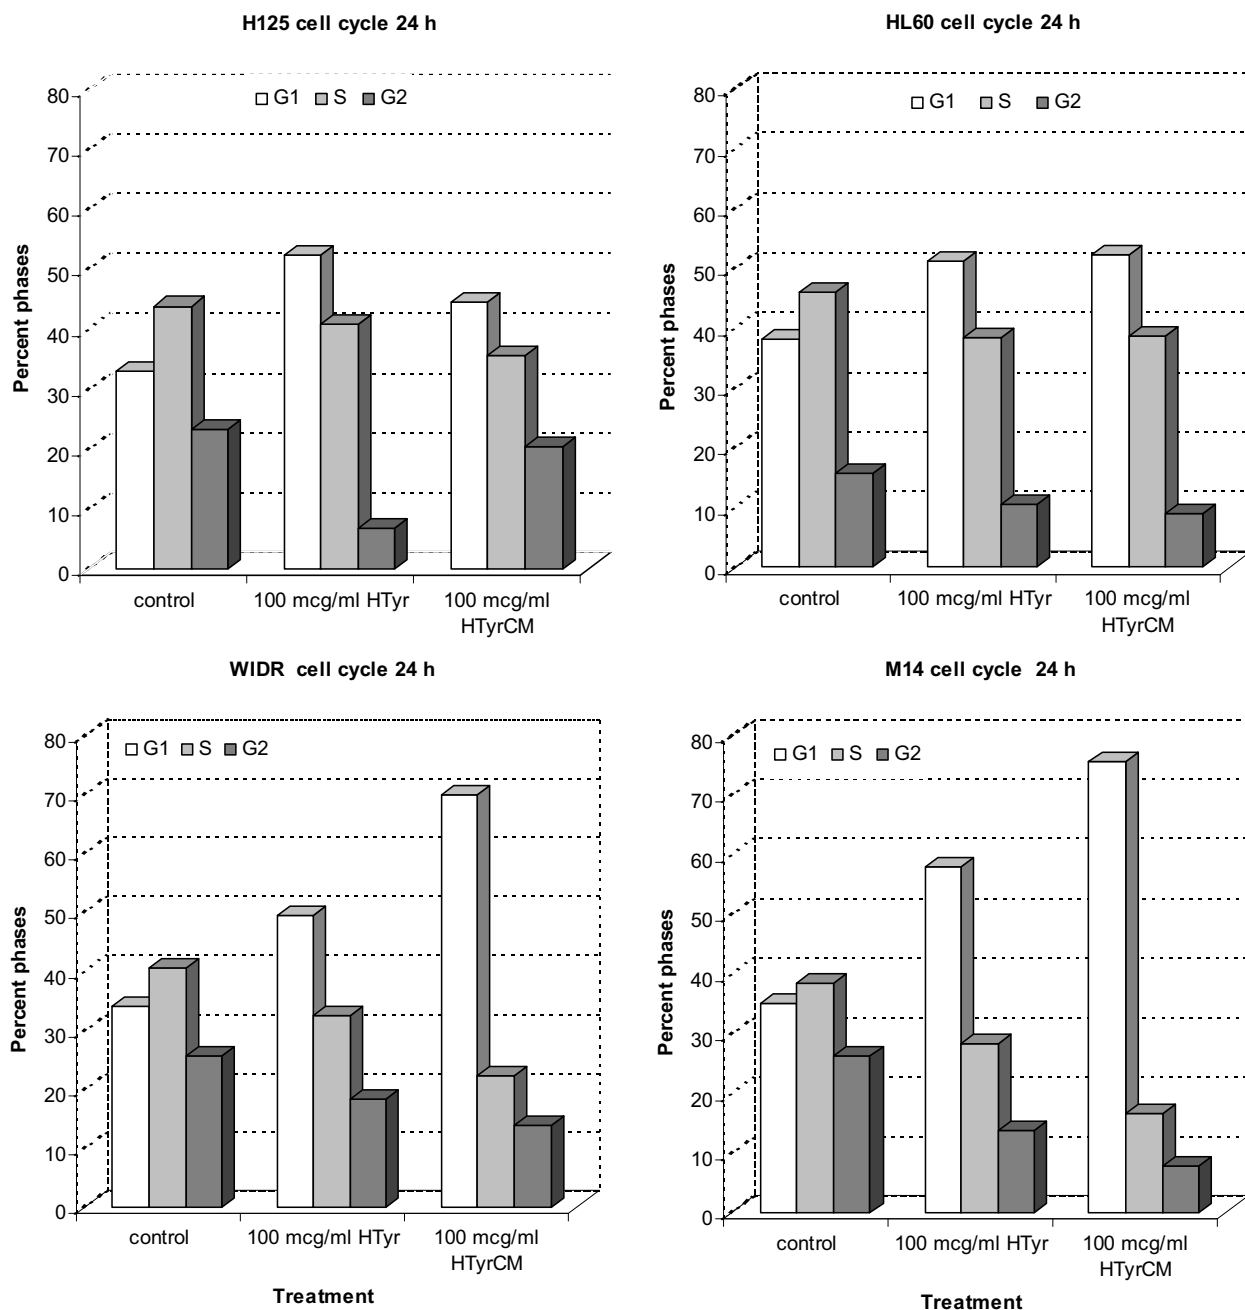 H125 cell cycle 24 h
Percent phases
G1 S G2
80
70
60
50
40
30
20
10
0
control
100 mcg/ml HTyr
100 mcg/ml
HTyrCM
HL60 cell cycle 24 h
Percent phases
G1 S G2
80
70
60
50
40
30
20
10
0
control
100 mcg/ml HTyr
100 mcg/ml
HTyrCM
WIDR cell cycle 24 h
Percent phases
G1 S G2
80
70
60
50
40
30
20
10
0
control
100 mcg/ml HTyr
100 mcg/ml
HTyrCM
Treatment
M14 cell cycle 24 h
Percent phases
G1 S G2
80
70
60
50
40
30
20
10
0
control
100 mcg/ml HTyr
100 mcg/ml
HTyrCM
Treatment